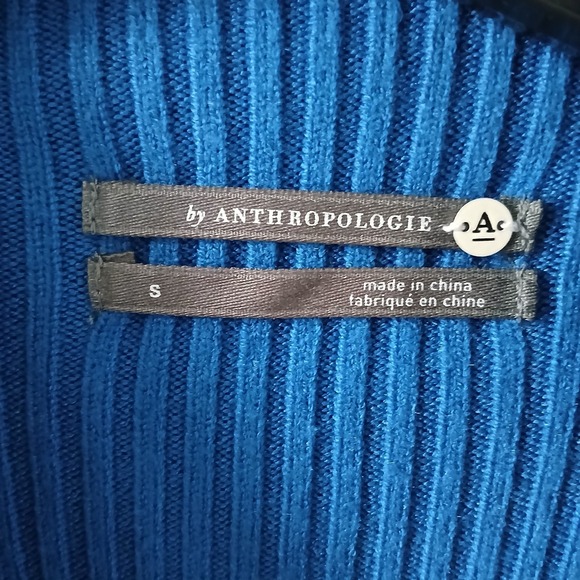 by ANTHROPOLOGIE
A
S
made in china
fabriqué en chine